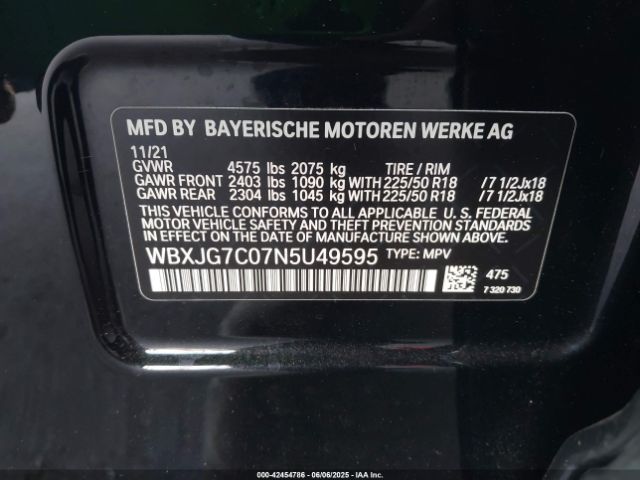 MFD BY BAYERISCHE MOTOREN WERKE AG
11/21
GVWR 4575 lbs 2075 kg TIRE / RIM
GAWR FRONT 2403 lbs 1090 kg WITH 225/50 R18 /7 1/2Jx18
GAWR REAR 2304 lbs 1045 kg WITH 225/50 R18 /7 1/2Jx18
THIS VEHICLE CONFORMS TO ALL APPLICABLE U. S. FEDERAL
MOTOR VEHICLE SAFETY AND THEFT PREVENTION
STANDARDS IN EFFECT ON THE DATE OF MANUFACTURE
SHOWN ABOVE.
WBXJG7C07N5U49595 TYPE: MPV
475
7 320 730
000-42454786 - 06/06/2025 - IAAI.COM